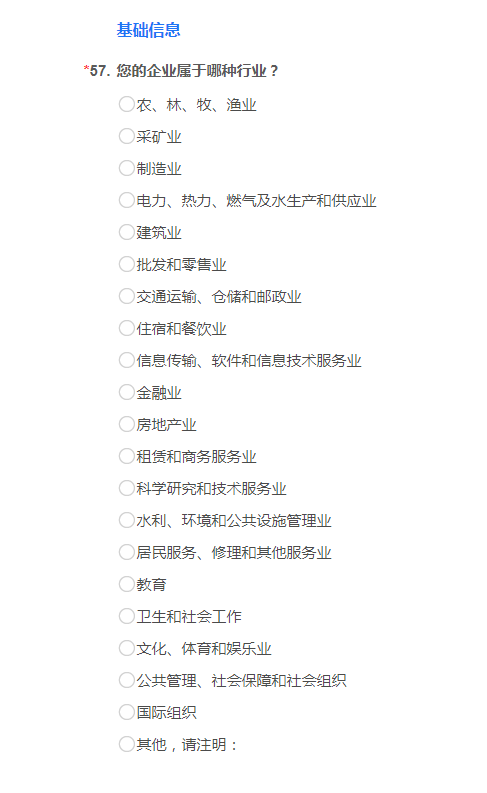 基础信息
*57. 您的企业属于哪种行业？
农、林、牧、渔业
采矿业
制造业
电力、热力、燃气及水生产和供应业
建筑业
批发和零售业
交通运输、仓储和邮政业
住宿和餐饮业
信息传输、软件和信息技术服务业
金融业
房地产业
租赁和商务服务业
科学研究和技术服务业
水利、环境和公共设施管理业
居民服务、修理和其他服务业
教育
卫生和社会工作
文化、体育和娱乐业
公共管理、社会保障和社会组织
国际组织
其他，请注明：